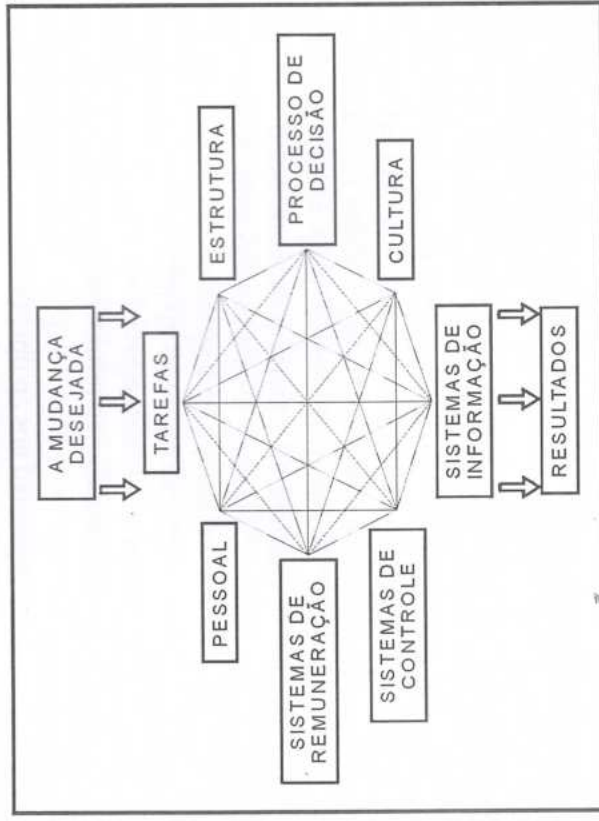 A MUDANÇA
DESEJADA
TAREFAS
PESSOAL
ESTRUTURA
SISTEMAS DE
REMUNERAÇÃO
PROCESSO DE
DECISÃO
SISTEMAS DE
CONTROLE
CULTURA
SISTEMAS DE
INFORMAÇÃO
RESULTADOS